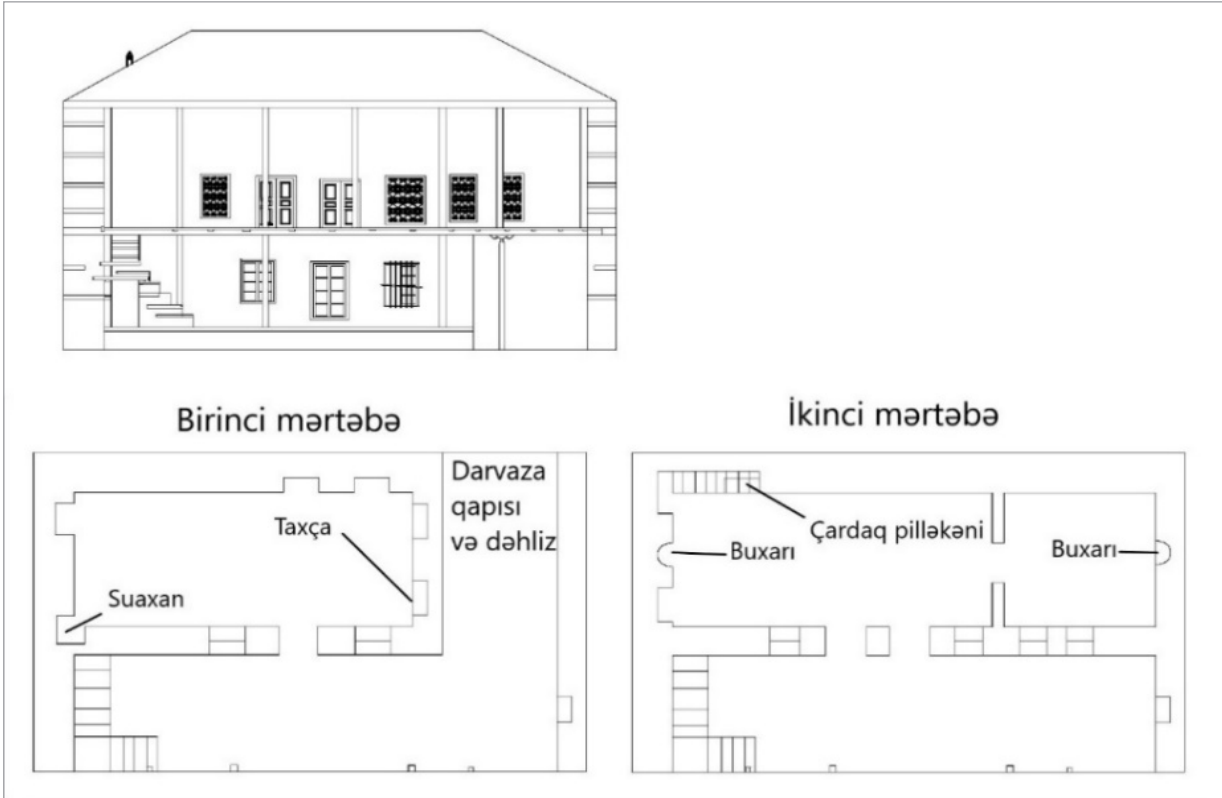 Birinci mərtəbə
İkinci mərtəbə
Darvaza
qapısı
və dəhliz
Taxça
Suaxan
Çardaq pilləkəni
Buxarı
Buxarı